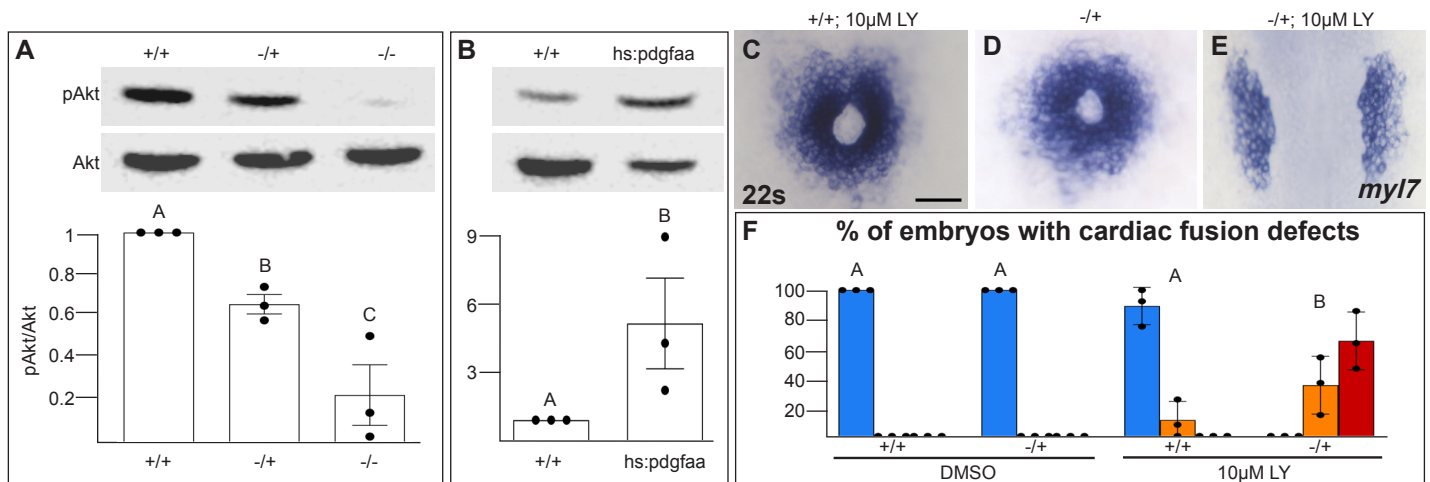 A
+/+ -/+ -/-
pAkt
Akt
A
B
C
pAkt/Akt
1
0.8
0.6
0.4
0.2
+/+ -/+ -/-
B
+/+ hs:pdgfaa
9
6
3
A
B
+/+ hs:pdgfaa
+/+; 10μM LY
C
22s
-/+
D
-/+; 10μM LY
E
myl7
F % of embryos with cardiac fusion defects
100
80
60
40
20
A A A B
+/+ -/+ +/+ -/+
DMSO 10μM LY